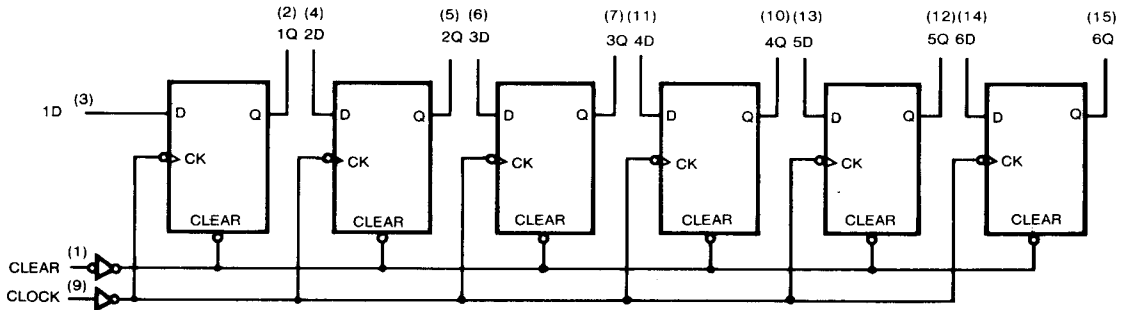 (2) (4) (5) (6) (7) (11) (10) (13) (12) (14) (15)
1Q 2D 2Q 3D 3Q 4D 4Q 5D 5Q 6D 6Q
1D (3)
D Q D Q D Q D Q D Q D Q
CK CK CK CK CK CK
CLEAR CLEAR CLEAR CLEAR CLEAR CLEAR
CLEAR (1)
CLOCK (9)